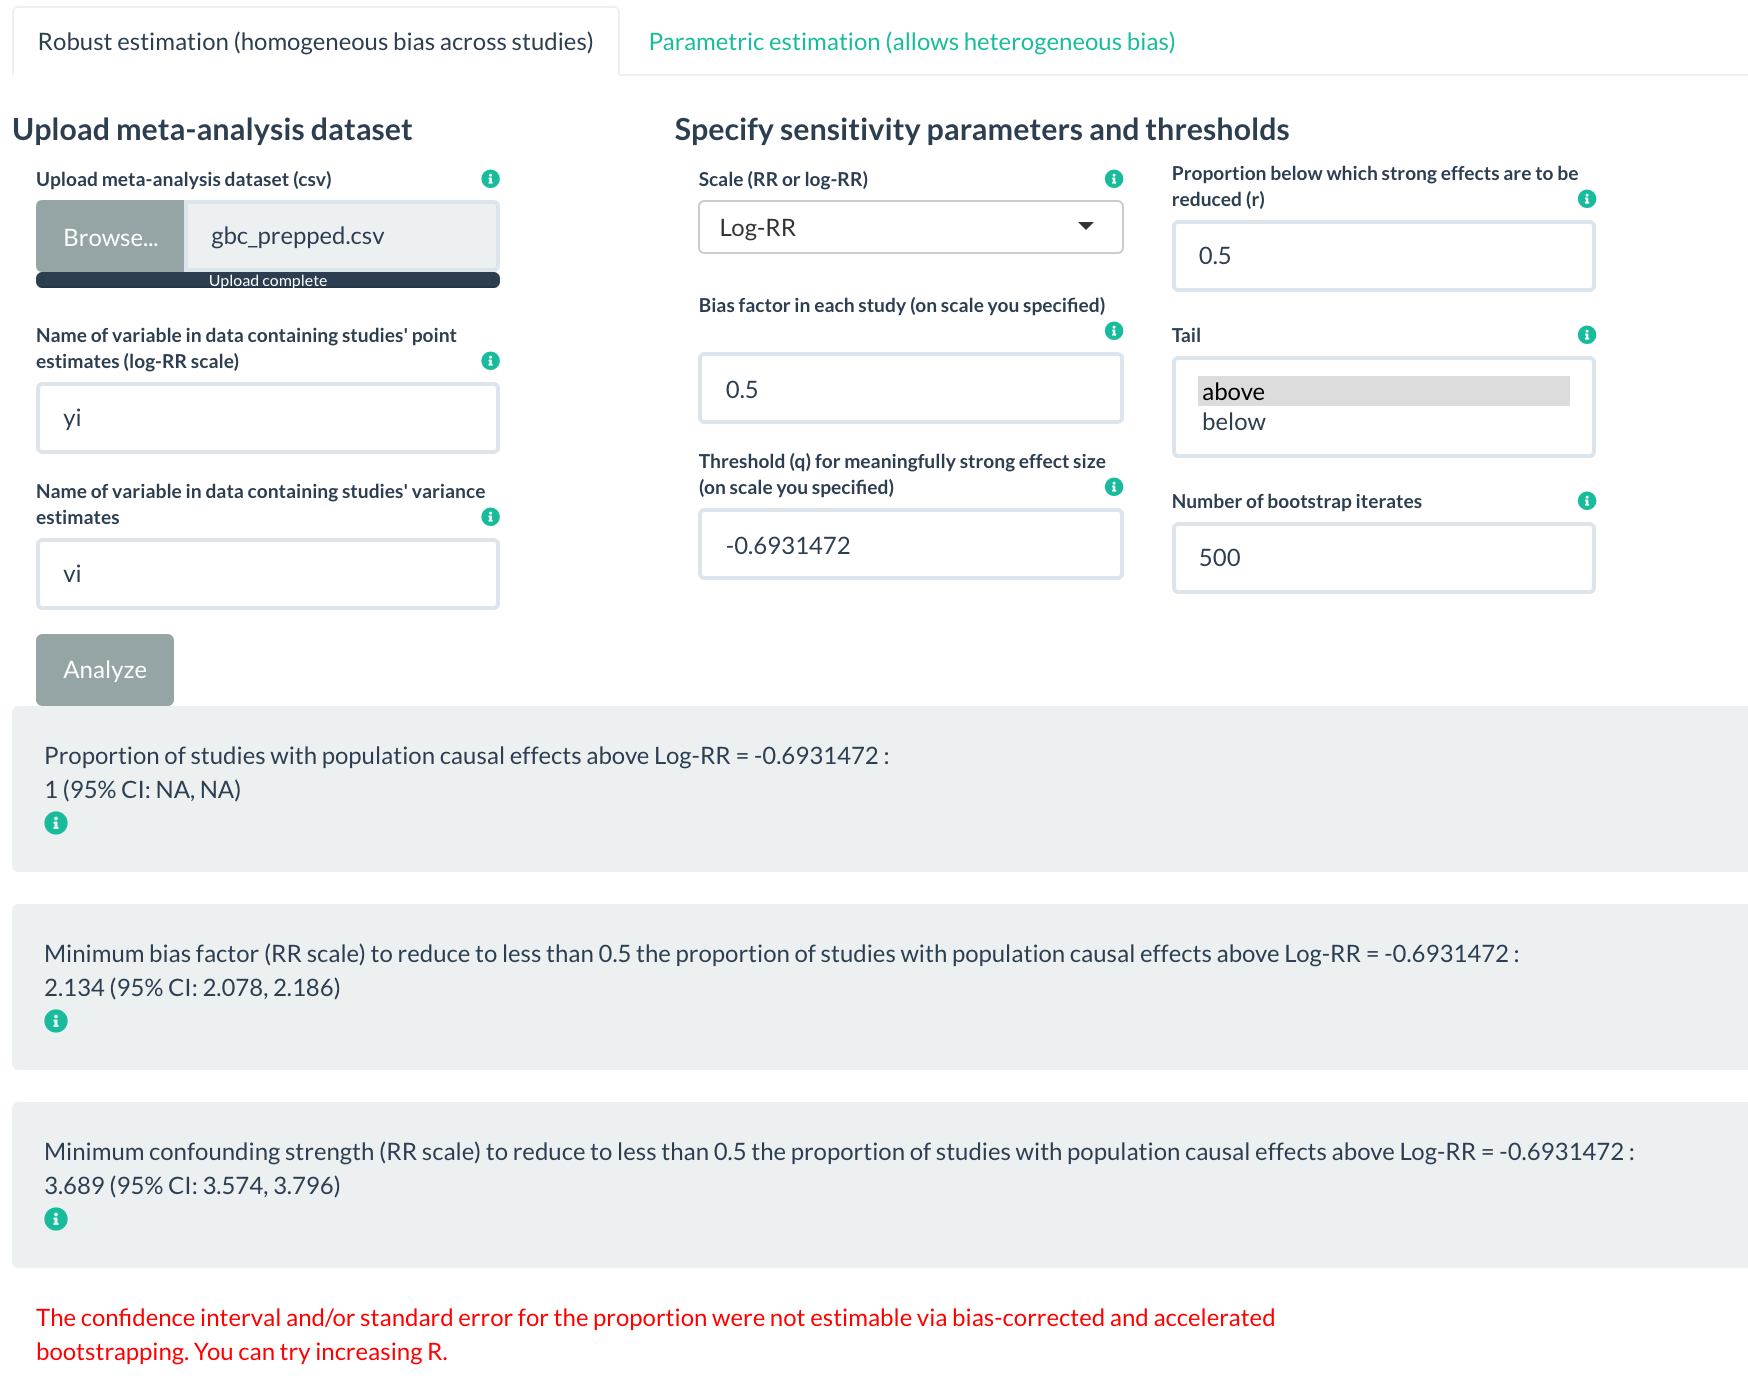 Robust estimation (homogeneous bias across studies)
Parametric estimation (allows heterogeneous bias)
Upload meta-analysis dataset
Upload meta-analysis dataset (csv)
Browse...
gbc_prepped.csv
Upload complete
Name of variable in data containing studies' point
estimates (log-RR scale)
yi
Name of variable in data containing studies' variance
estimates
vi
Analyze
Specify sensitivity parameters and thresholds
Scale (RR or log-RR)
Log-RR
Bias factor in each study (on scale you specified)
0.5
Threshold (q) for meaningfully strong effect size
(on scale you specified)
-0.6931472
Proportion below which strong effects are to be
reduced (r)
0.5
Tail
above
below
Number of bootstrap iterates
500
Proportion of studies with population causal effects above Log-RR = -0.6931472 :
1 (95% CI: NA, NA)
Minimum bias factor (RR scale) to reduce to less than 0.5 the proportion of studies with population causal effects above Log-RR = -0.6931472 :
2.134 (95% CI: 2.078, 2.186)
Minimum confounding strength (RR scale) to reduce to less than 0.5 the proportion of studies with population causal effects above Log-RR = -0.6931472 :
3.689 (95% CI: 3.574, 3.796)
The confidence interval and/or standard error for the proportion were not estimable via bias-corrected and accelerated
bootstrapping. You can try increasing R.